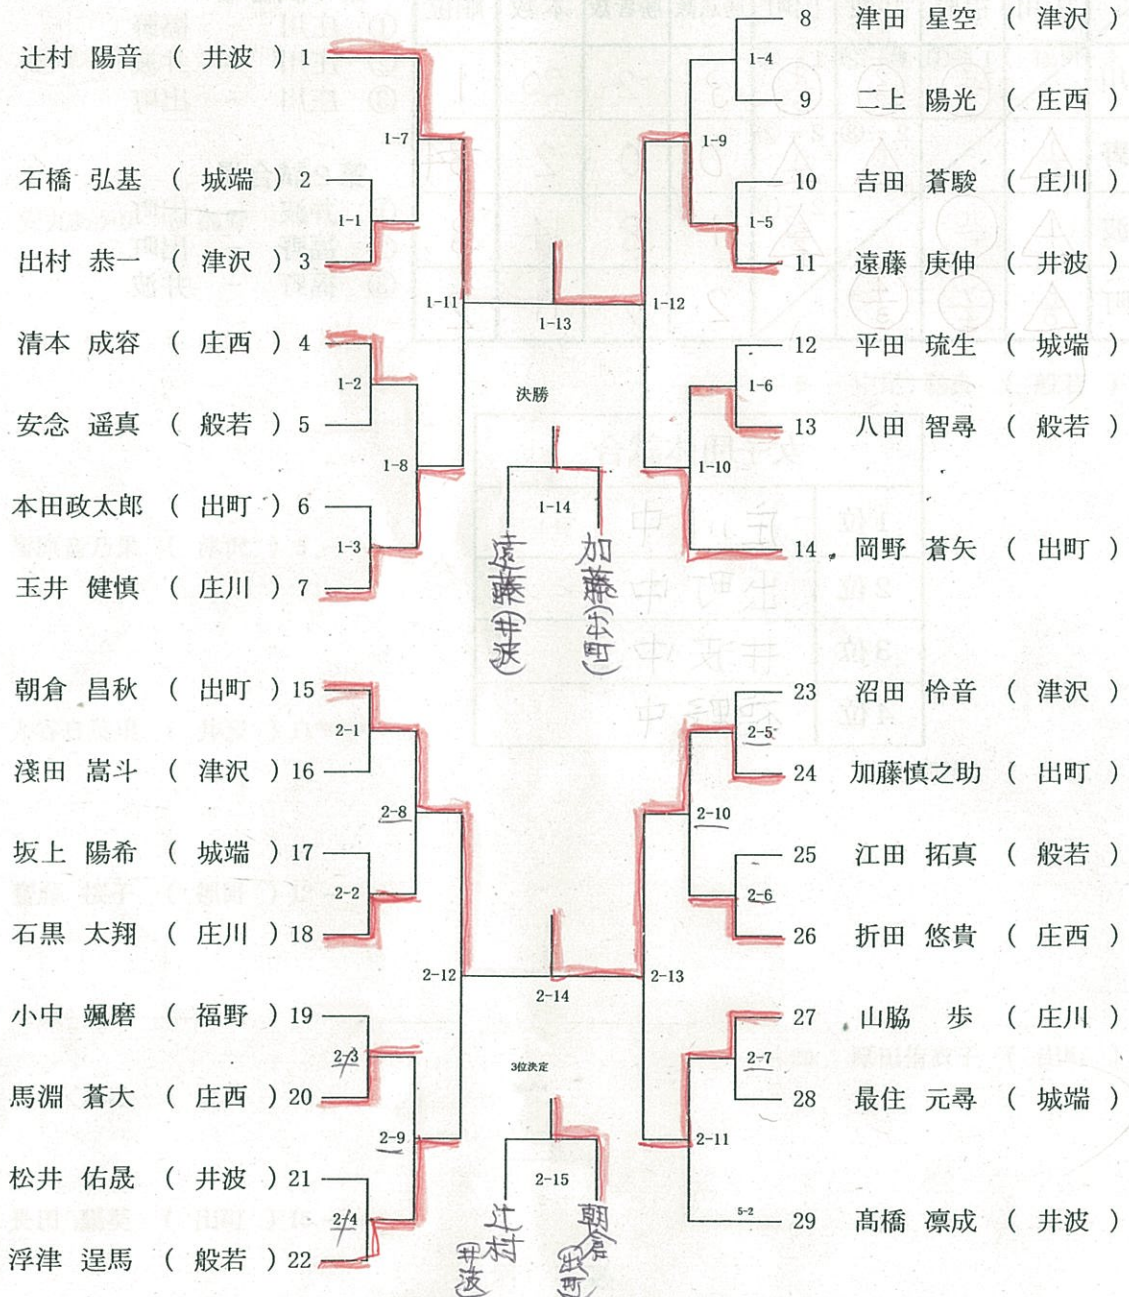 辻村 陽音 ( 井波 ) 1
石橋 弘基 ( 城端 ) 2
出村 恭一 ( 津沢 ) 3
清本 成容 ( 庄西 ) 4
安念 遥真 ( 般若 ) 5
本田政太郎 ( 出町 ) 6
玉井 健慎 ( 庄川 ) 7
1-7
1-1
1-11
1-2
1-8
1-3
8 津田 星空 ( 津沢 )
9 二上 陽光 ( 庄西 )
10 吉田 蒼駿 ( 庄川 )
11 遠藤 庚伸 ( 井波 )
12 平田 琉生 ( 城端 )
13 八田 智尋 ( 般若 )
14 岡野 蒼矢 ( 出町 )
1-4
1-9
1-5
1-12
1-6
1-10
1-13
決勝
1-14
遠藤(井波)
加藤(出町)
朝倉 昌秋 ( 出町 ) 15
淺田 嵩斗 ( 津沢 ) 16
坂上 陽希 ( 城端 ) 17
石黒 太翔 ( 庄川 ) 18
小中 颯磨 ( 福野 ) 19
馬淵 蒼大 ( 庄西 ) 20
松井 佑晟 ( 井波 ) 21
浮津 逞馬 ( 般若 ) 22
2-1
2-8
2-2
2-12
2-3
2-9
2-4
23 沼田 怜音 ( 津沢 )
24 加藤慎之助 ( 出町 )
25 江田 拓真 ( 般若 )
26 折田 悠貴 ( 庄西 )
27 山脇 歩 ( 庄川 )
28 最住 元尋 ( 城端 )
29 髙橋 凛成 ( 井波 )
2-5
2-10
2-6
2-13
2-7
2-11
5-2
2-14
3位決定
2-15
辻村(井波)
朝倉(出町)